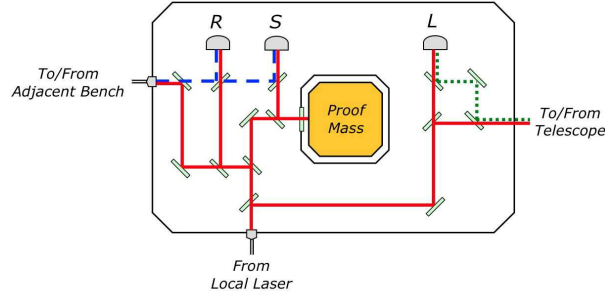 R S L
To/From
Adjacent Bench
Proof
Mass
To/From
Telescope
From
Local Laser